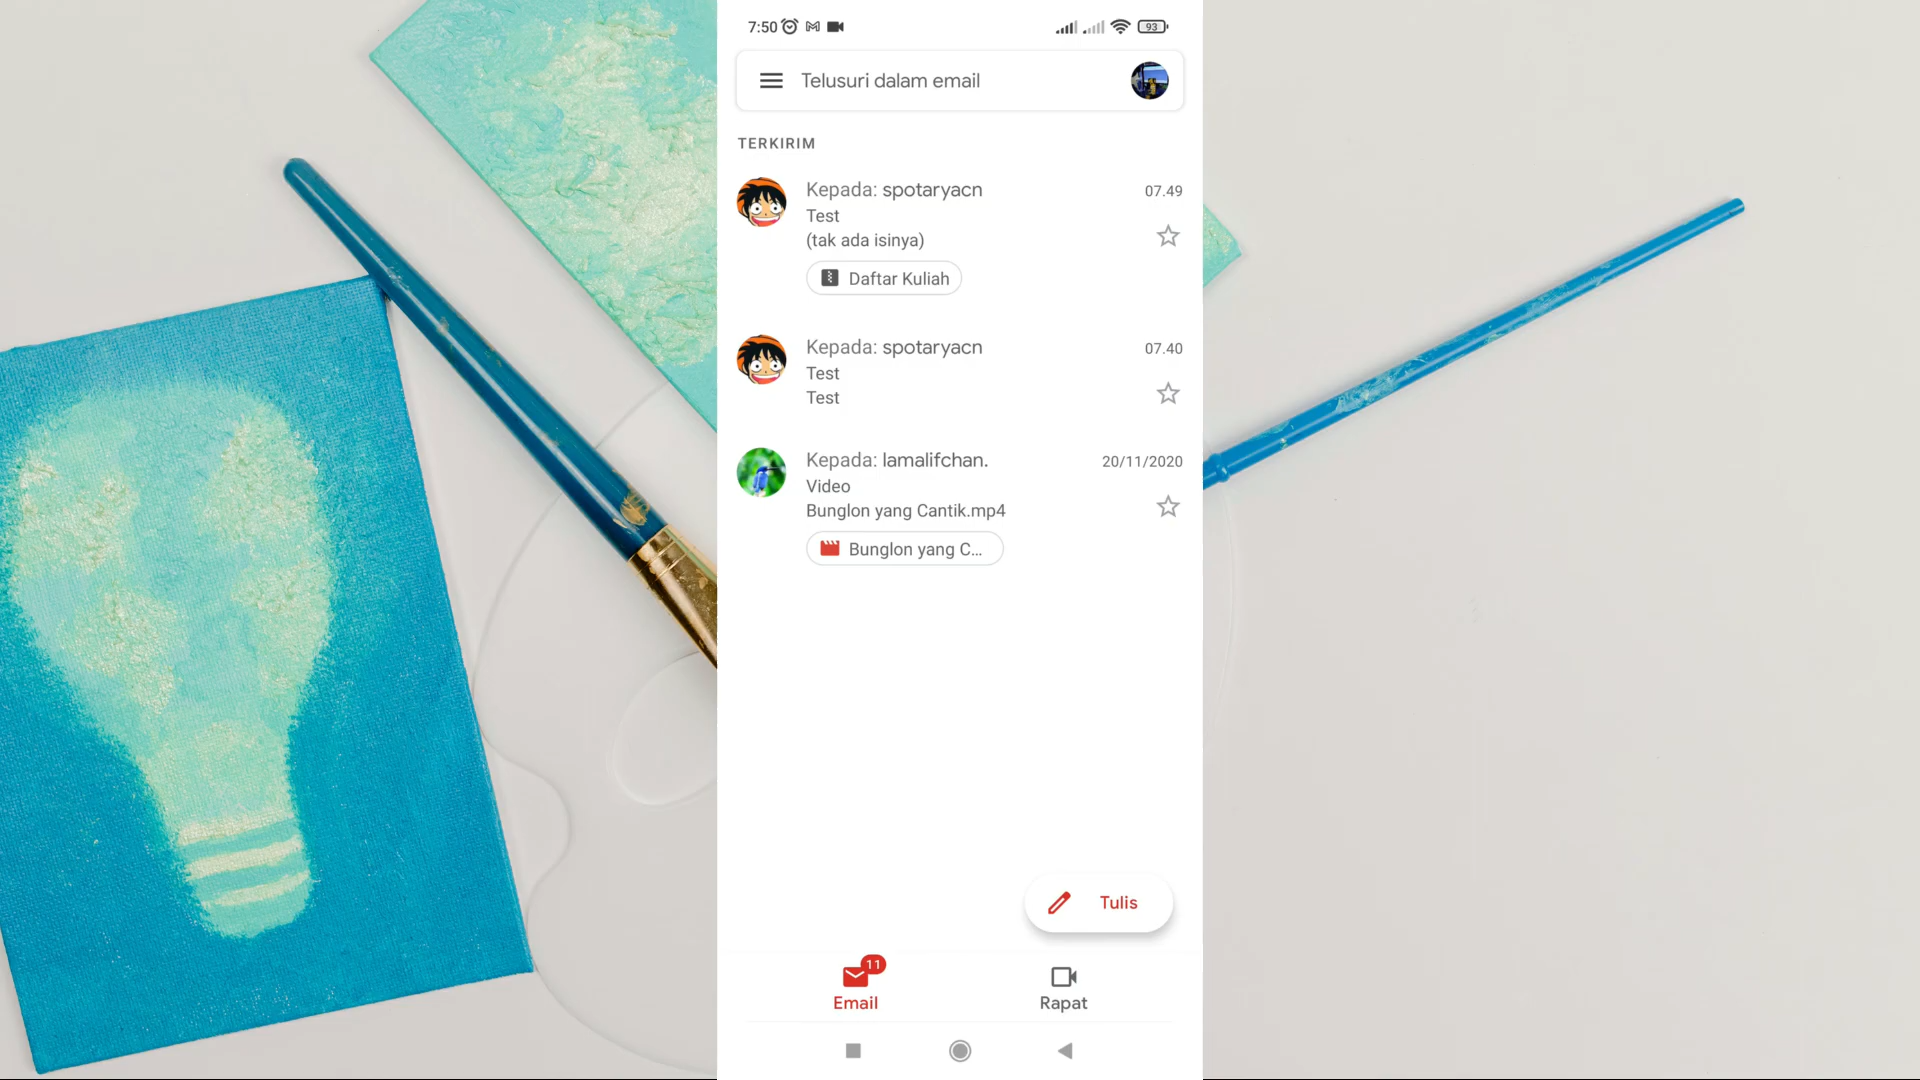 7:50
93
Telusuri dalam email
TERKIRIM
Kepada: spotaryacn
07.49
Test
(tak ada isinya)
Daftar Kuliah
Kepada: spotaryacn
07.40
Test
Test
Kepada: lamalifchan.
20/11/2020
Video
Bunglon yang Cantik.mp4
Bunglon yang C...
Tulis
11
Email
Rapat